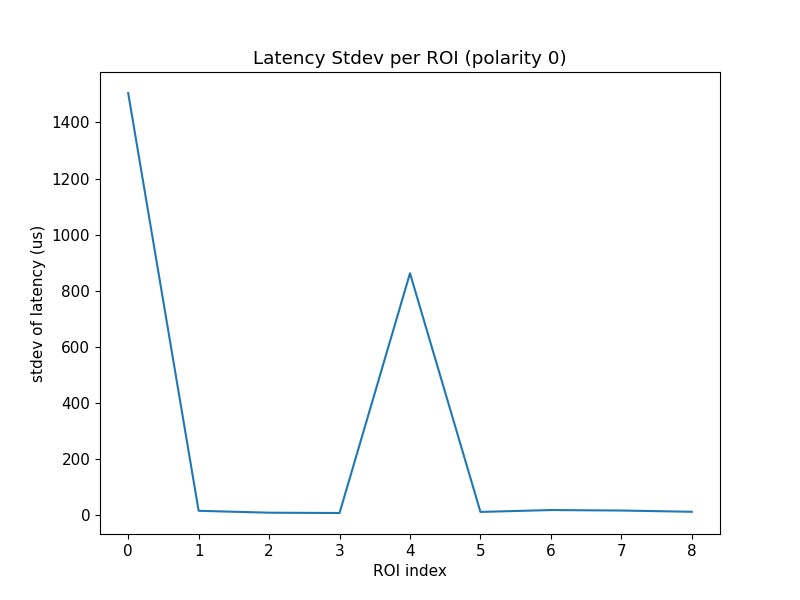 Latency Stdev per ROI (polarity 0)
1400
1200
1000
800
600
400
200
0
stdev of latency (us)
0 1 2 3 4 5 6 7 8
ROI index